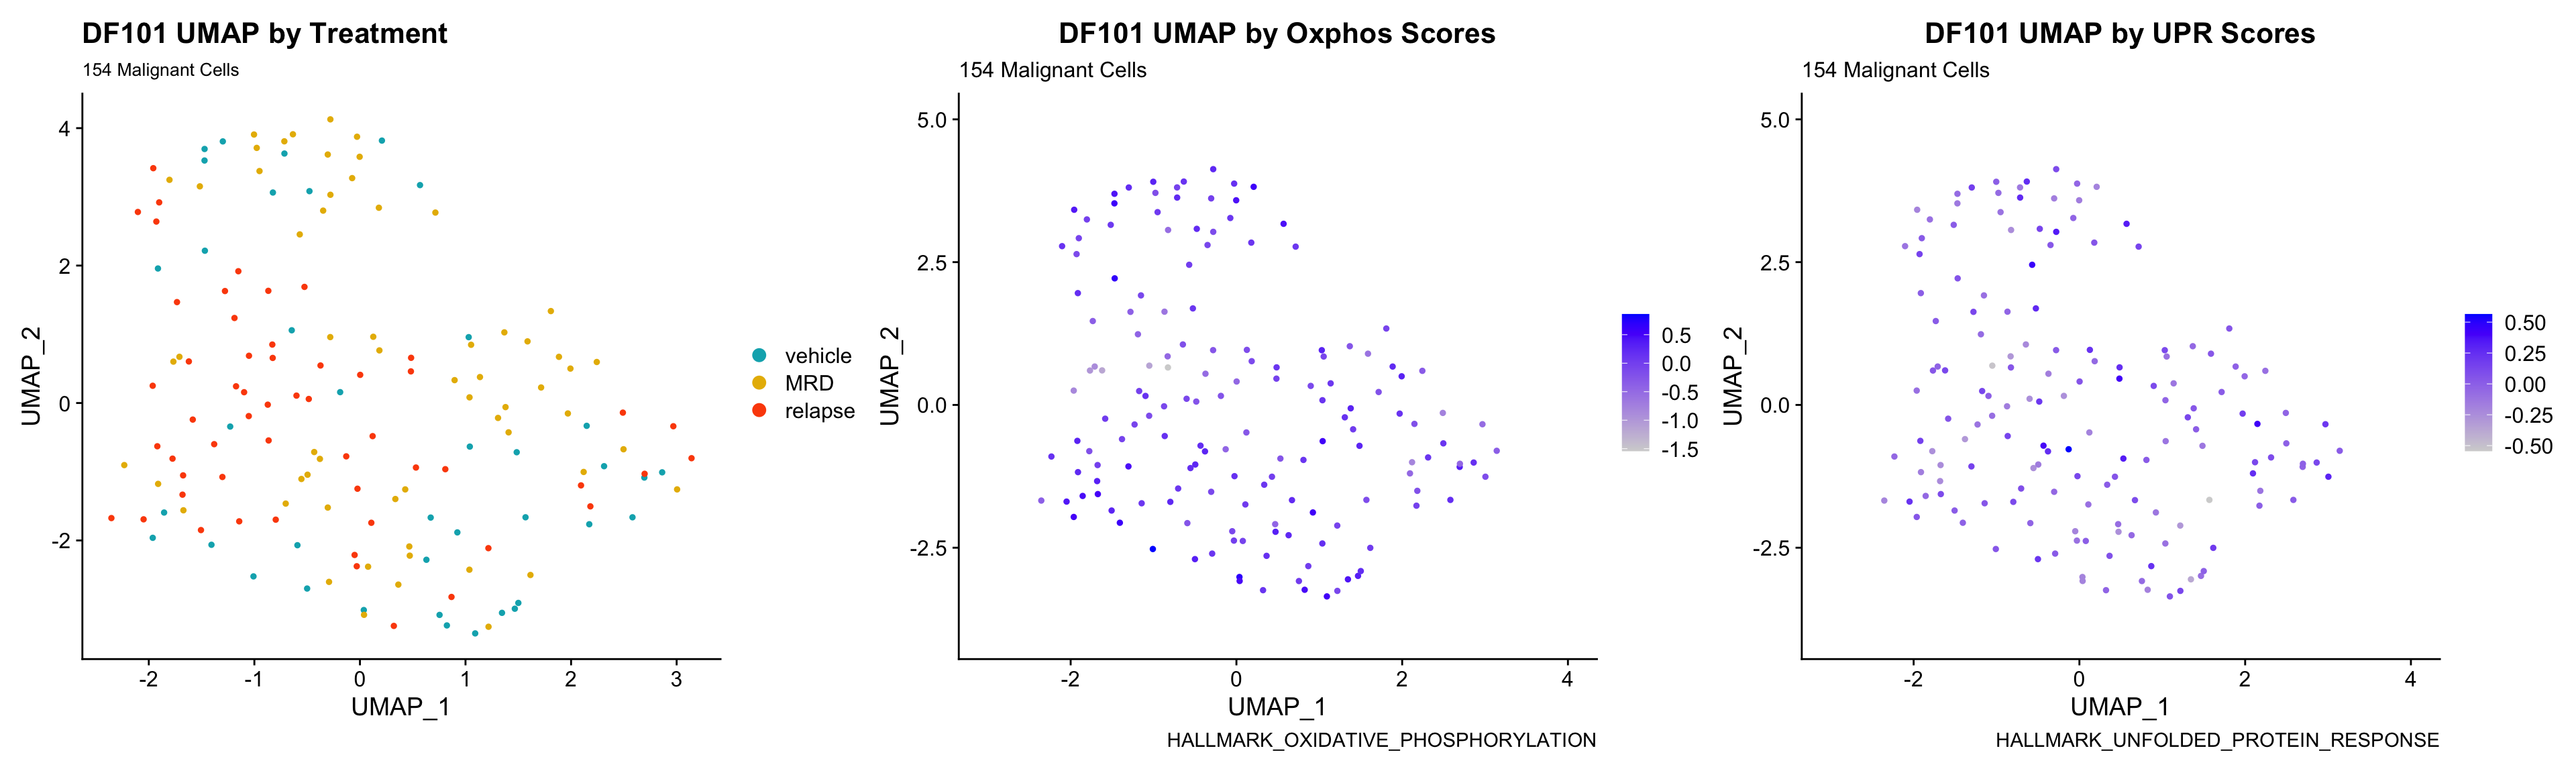 DF101 UMAP by Treatment
154 Malignant Cells
4
2
0
-2
UMAP_2
-2 -1 0 1 2 3
UMAP_1
vehicle
MRD
relapse
DF101 UMAP by Oxphos Scores
154 Malignant Cells
5.0
2.5
0.0
-2.5
UMAP_2
-2 0 2 4
UMAP_1
HALLMARK_OXIDATIVE_PHOSPHORYLATION
0.5
0.0
-0.5
-1.0
-1.5
DF101 UMAP by UPR Scores
154 Malignant Cells
5.0
2.5
0.0
-2.5
UMAP_2
-2 0 2 4
UMAP_1
HALLMARK_UNFOLDED_PROTEIN_RESPONSE
0.50
0.25
0.00
-0.25
-0.50